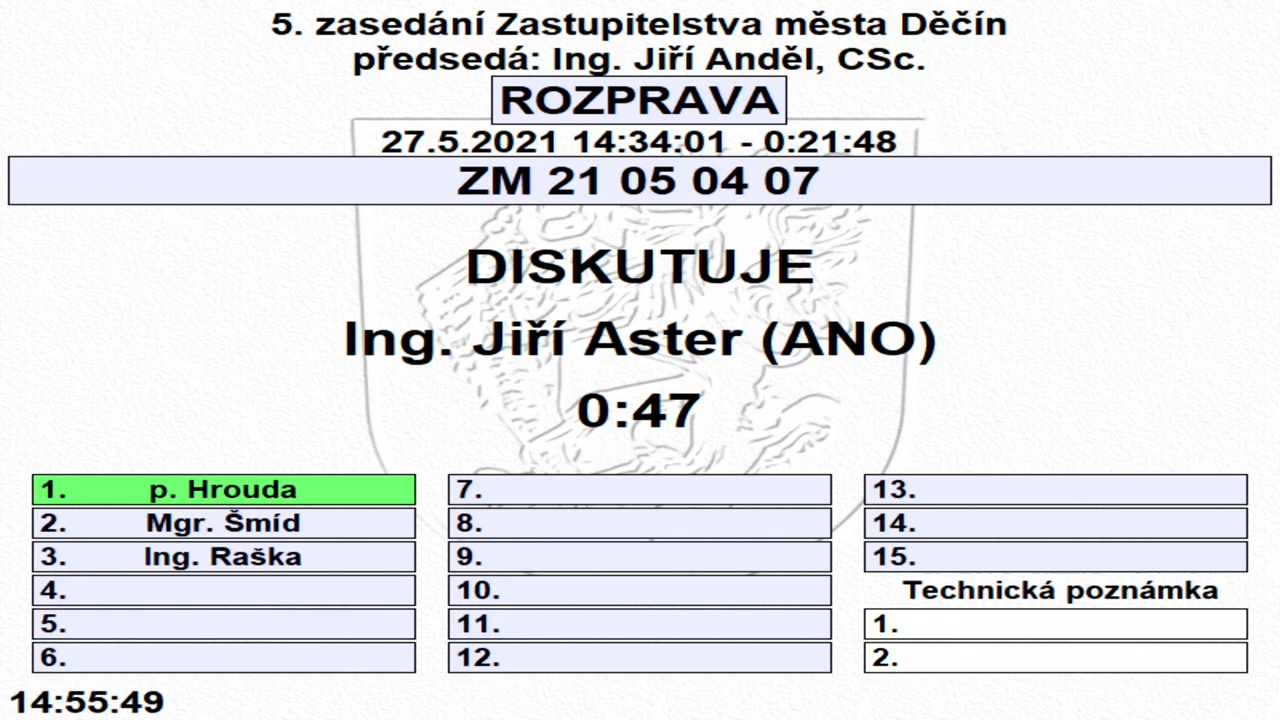 5. zasedání Zastupitelstva města Děčín
předsedá: Ing. Jiří Anděl, CSc.
ROZPRAVA
27.5.2021 14:34:01 - 0:21:48
ZM 21 05 04 07
DISKUTUJE
Ing. Jiří Aster (ANO)
0:47
1. p. Hrouda
2. Mgr. Šmíd
3. Ing. Raška
4.
5.
6.
7.
8.
9.
10.
11.
12.
13.
14.
15.
Technická poznámka
1.
2.
14:55:49